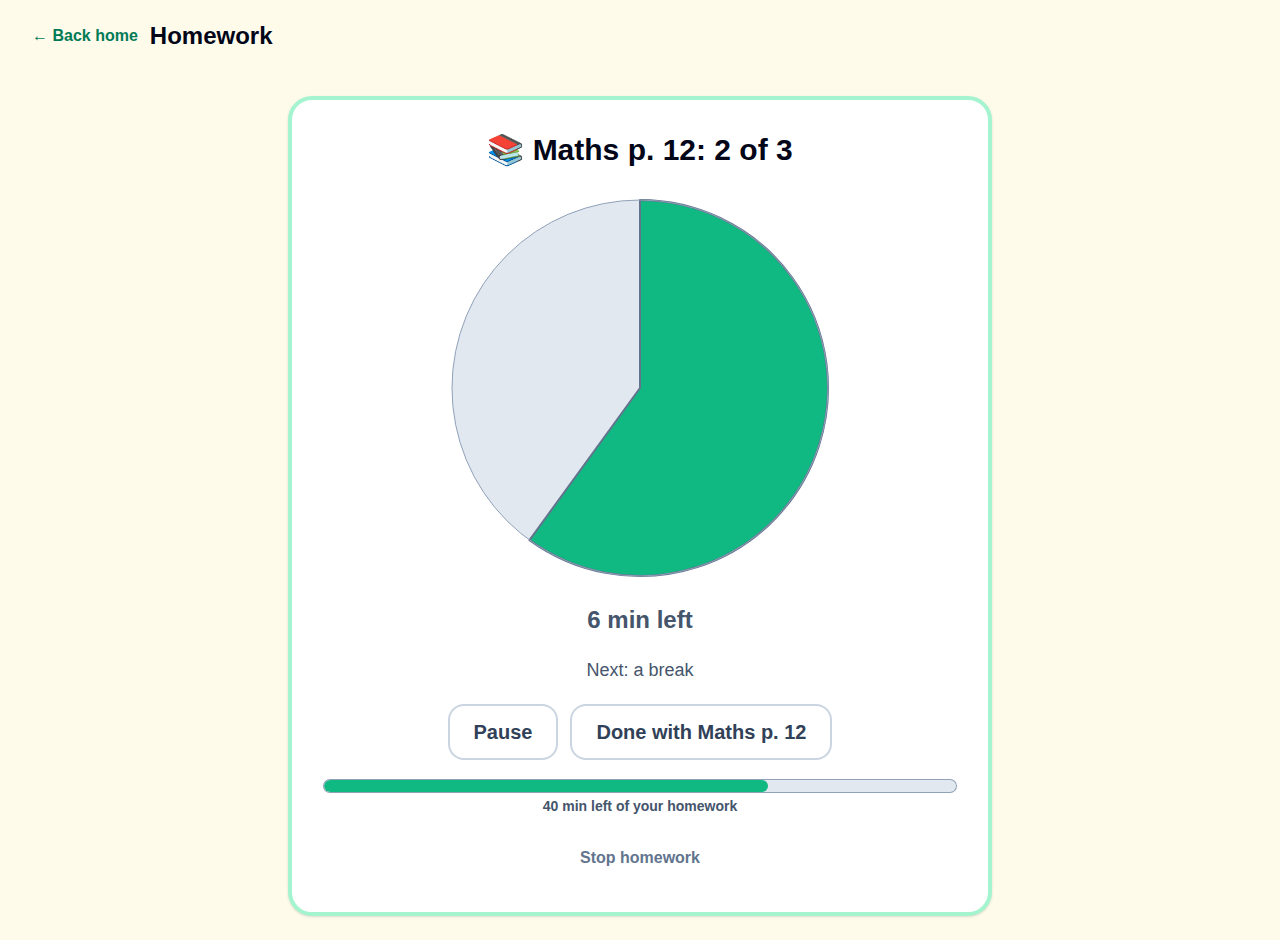 ← Back home Homework
📚 Maths p. 12: 2 of 3
6 min left
Next: a break
Pause
Done with Maths p. 12
40 min left of your homework
Stop homework